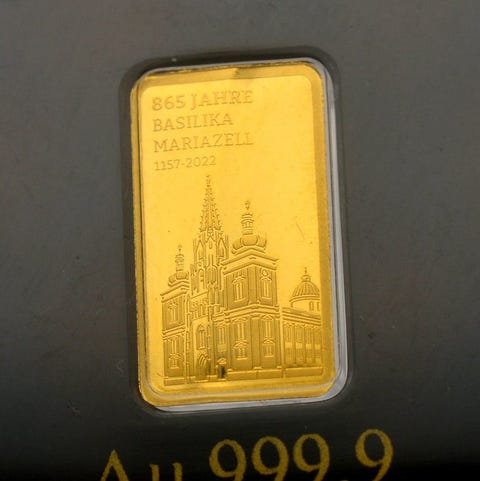 865 JAHRE
BASILIKA
MARIAZELL
1157-2022
Au 999.9